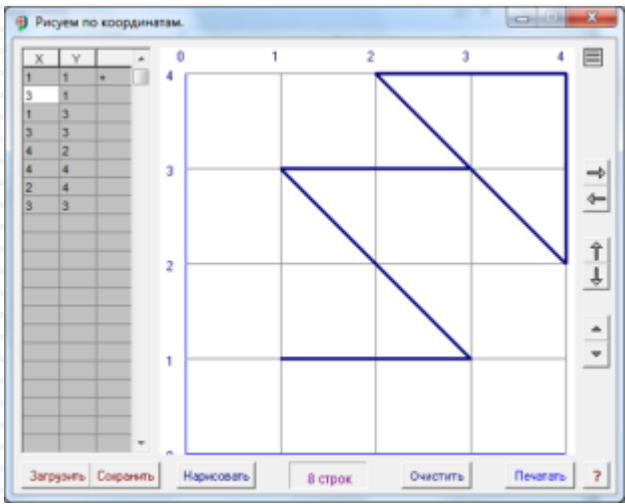 Рисуем по координатам.
X Y
1 1 +
3 1
1 3
3 3
4 2
4 4
2 4
3 3
0 1 2 3 4
4
3
2
1
0
Загрузить Сохранить Нарисовать 8 строк Очистить Печатать ?